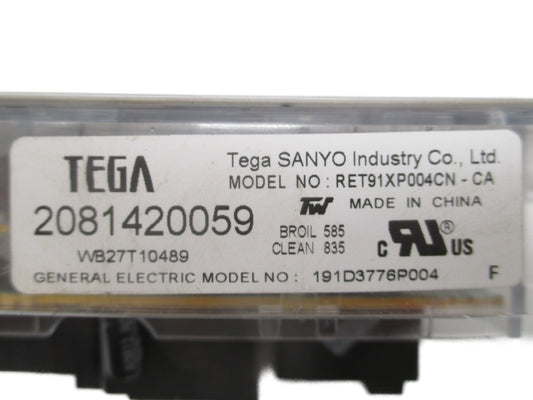 TEGA
Tega SANYO Industry Co., Ltd.
MODEL NO : RET91XP004CN - CA
2081420059
TW MADE IN CHINA
BROIL 585
CLEAN 835
C RU ® US
WB27T10489
GENERAL ELECTRIC MODEL NO : 191D3776P004 F